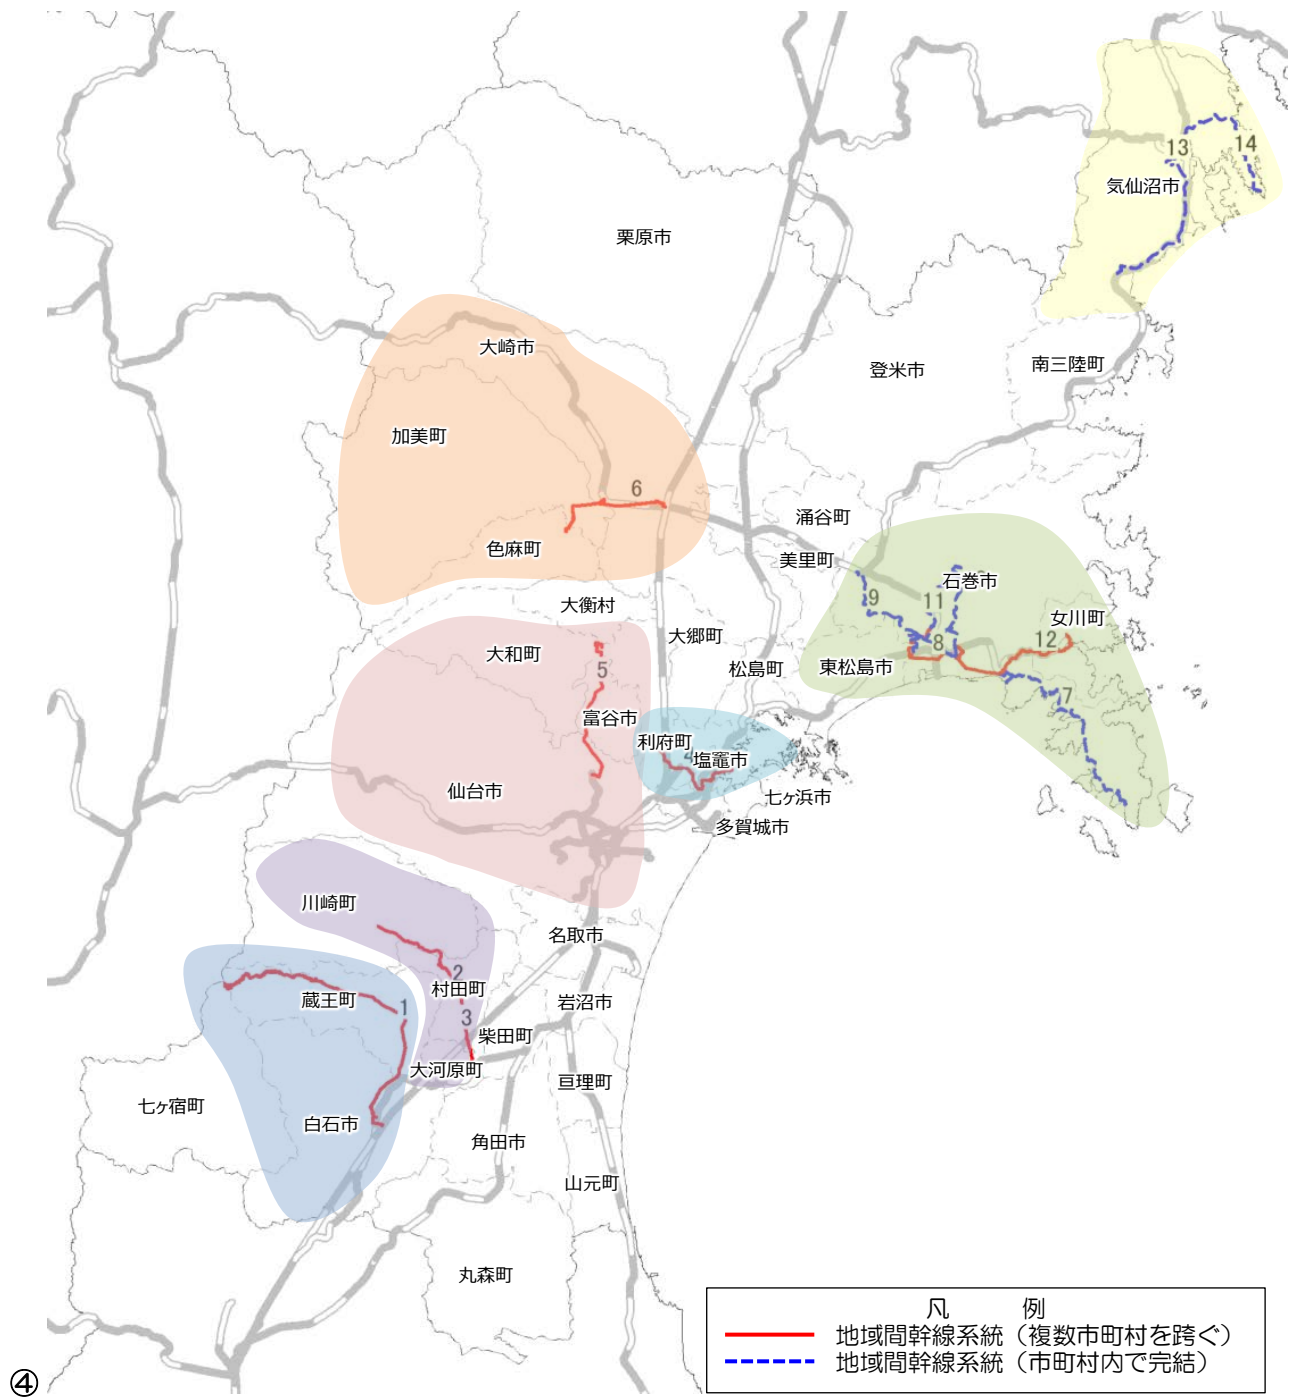 13
14
気仙沼市
栗原市
大崎市
登米市
南三陸町
加美町
6
涌谷町
色麻町
美里町
石巻市
9
11
大衡村
女川町
大郷町
8
12
大和町
松島町
東松島市
5
7
富谷市
利府町
塩竈市
仙台市
七ヶ浜市
多賀城市
川崎町
名取市
2
村田町
蔵王町
1
岩沼市
3
柴田町
大河原町
亘理町
七ヶ宿町
白石市
角田市
山元町
丸森町
凡 例
地域間幹線系統（複数市町村を跨ぐ）
地域間幹線系統（市町村内で完結）
④